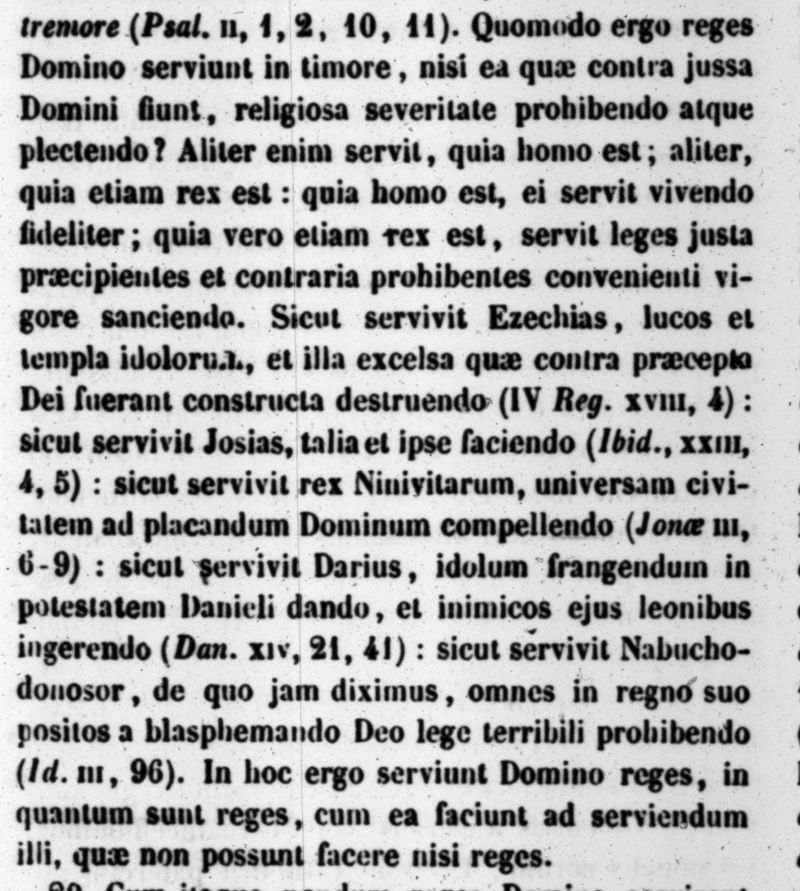 tremore (Psal. II, 1, 2, 10, 11). Quomodo ergo reges
Domino serviunt in timore, nisi ea quæ contra jussa
Domini fiunt, religiosa severitate prohibendo atque
plectendo? Aliter enim servit, quia homo est; aliter,
quia etiam rex est : quia homo est, ei servit vivendo
fideliter; quia vero etiam rex est, servit leges justa
præcipientes et contraria prohibentes convenienti vi-
gore sanciendo. Sicut servivit Ezechias, lucos et
templa idolorum, et illa excelsa quæ contra præcepta
Dei fuerant constructa destruendo (IV Reg. XVIII, 4) :
sicut servivit Josias, talia et ipse faciendo (Ibid., XXIII,
4, 5) : sicut servivit rex Ninivitarum, universam civi-
tatem ad placandum Dominum compellendo (Jonæ III,
6-9) : sicut servivit Darius, idolum frangendum in
potestatem Danieli dando, et inimicos ejus leonibus
ingerendo (Dan. XIV, 21, 41) : sicut servivit Nabucho-
donosor, de quo jam diximus, omnes in regno suo
positos a blasphemando Deo lege terribili prohibendo
(Id. III, 96). In hoc ergo serviunt Domino reges, in
quantum sunt reges, cum ea faciunt ad serviendum
illi, quæ non possunt facere nisi reges.